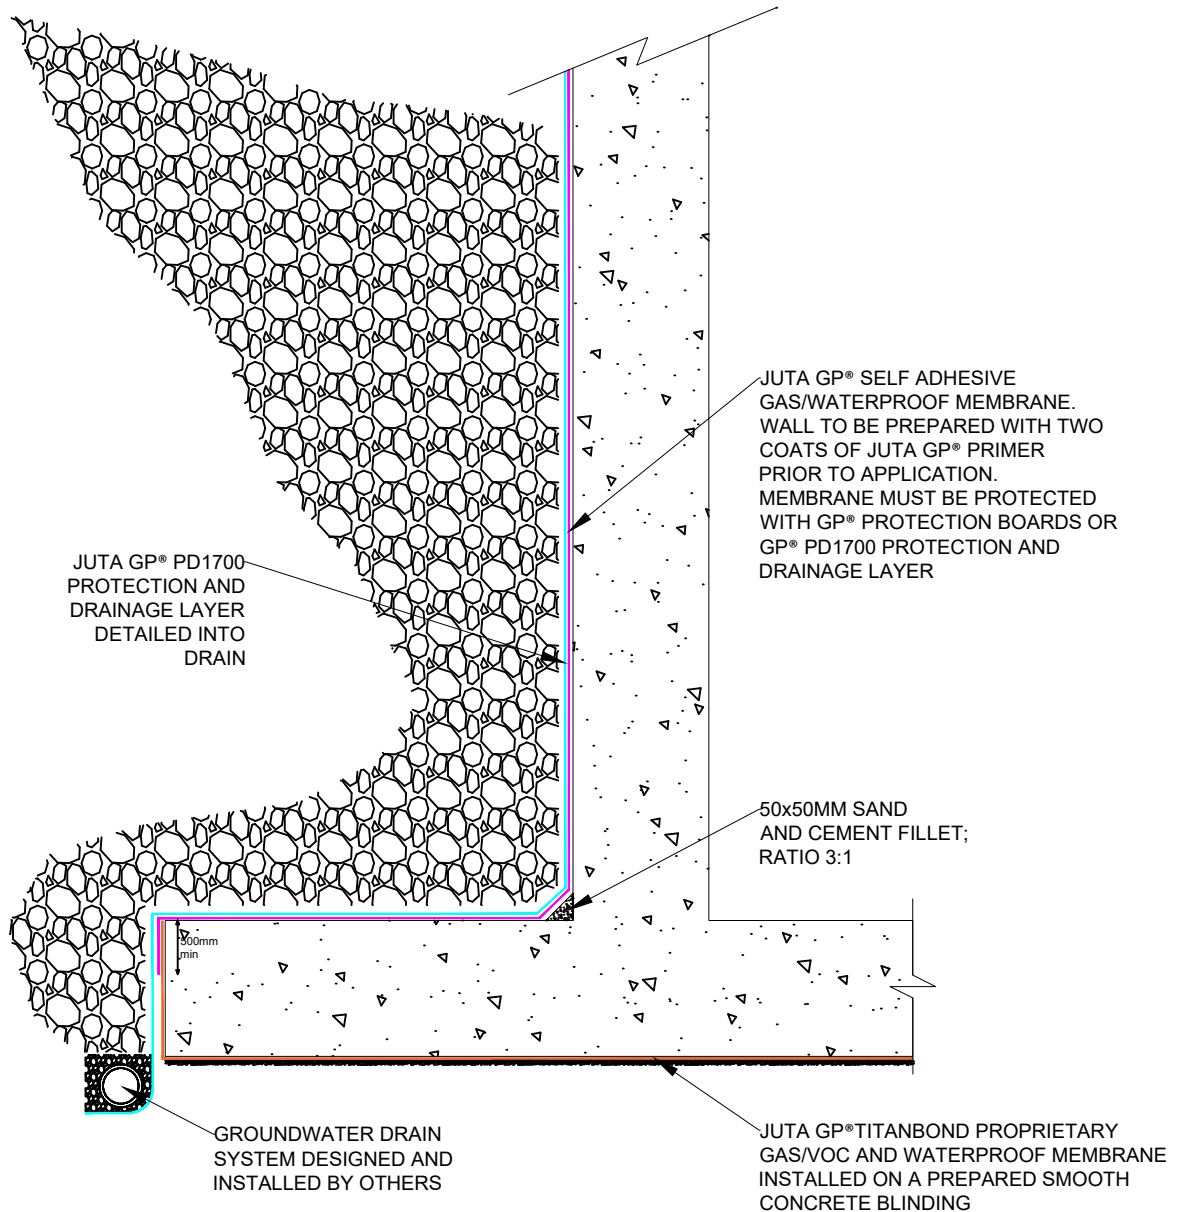 JUTA GP® SELF ADHESIVE
GAS/WATERPROOF MEMBRANE.
WALL TO BE PREPARED WITH TWO
COATS OF JUTA GP® PRIMER
PRIOR TO APPLICATION.
MEMBRANE MUST BE PROTECTED
WITH GP® PROTECTION BOARDS OR
GP® PD1700 PROTECTION AND
DRAINAGE LAYER
JUTA GP® PD1700
PROTECTION AND
DRAINAGE LAYER
DETAILED INTO
DRAIN
50x50MM SAND
AND CEMENT FILLET;
RATIO 3:1
300mm
min
GROUNDWATER DRAIN
SYSTEM DESIGNED AND
INSTALLED BY OTHERS
JUTA GP®TITANBOND PROPRIETARY
GAS/VOC AND WATERPROOF MEMBRANE
INSTALLED ON A PREPARED SMOOTH
CONCRETE BLINDING